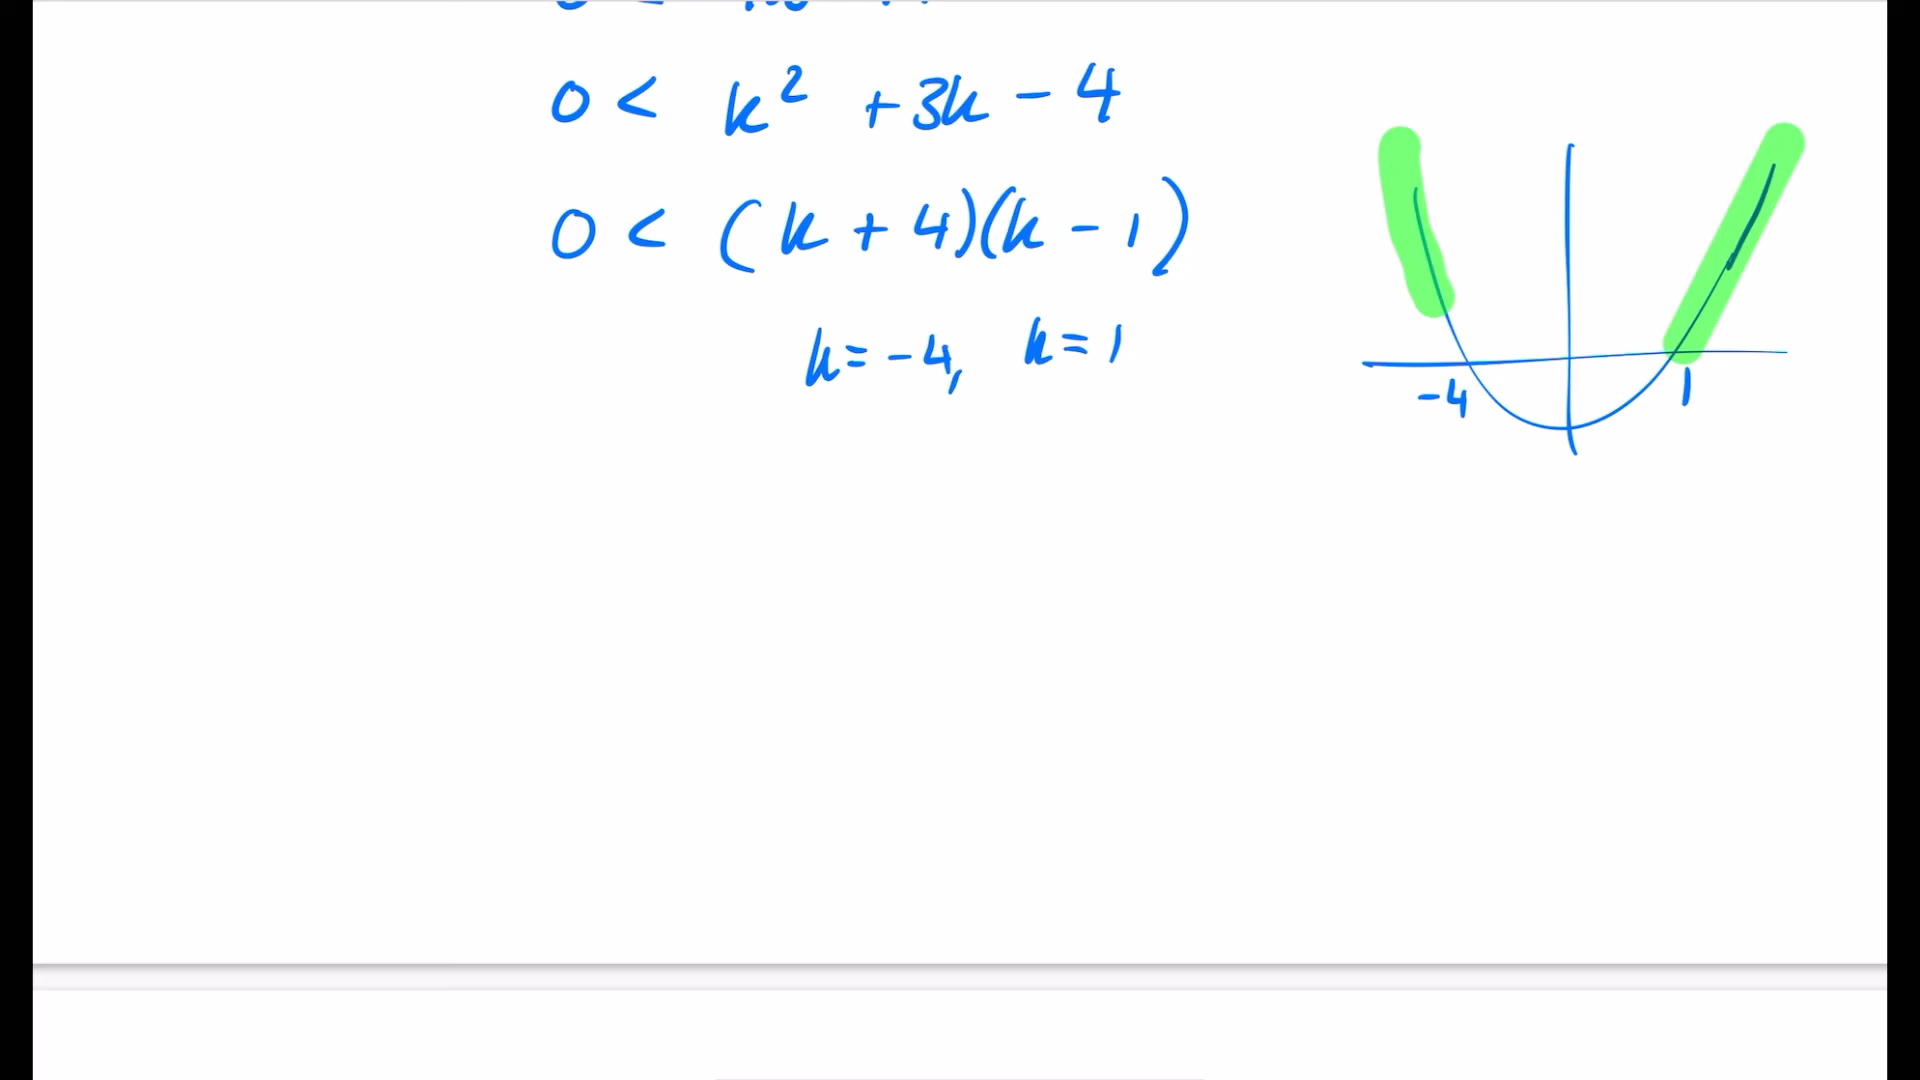 0 < k² + 3k - 4
0 < (k + 4)(k - 1)
k = -4, k = 1
-4 1